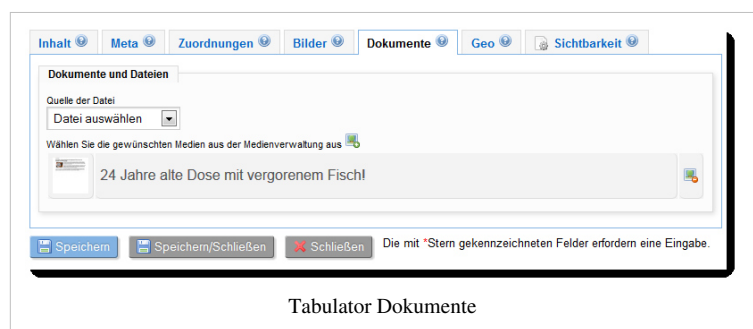 Inhalt Meta Zuordnungen Bilder Dokumente Geo Sichtbarkeit
Dokumente und Dateien
Quelle der Datei
Datei auswählen
Wählen Sie die gewünschten Medien aus der Medienverwaltung aus
24 Jahre alte Dose mit vergorenem Fisch!
Speichern Speichern/Schließen Schließen Die mit *Stern gekennzeichneten Felder erfordern eine Eingabe.
Tabulator Dokumente